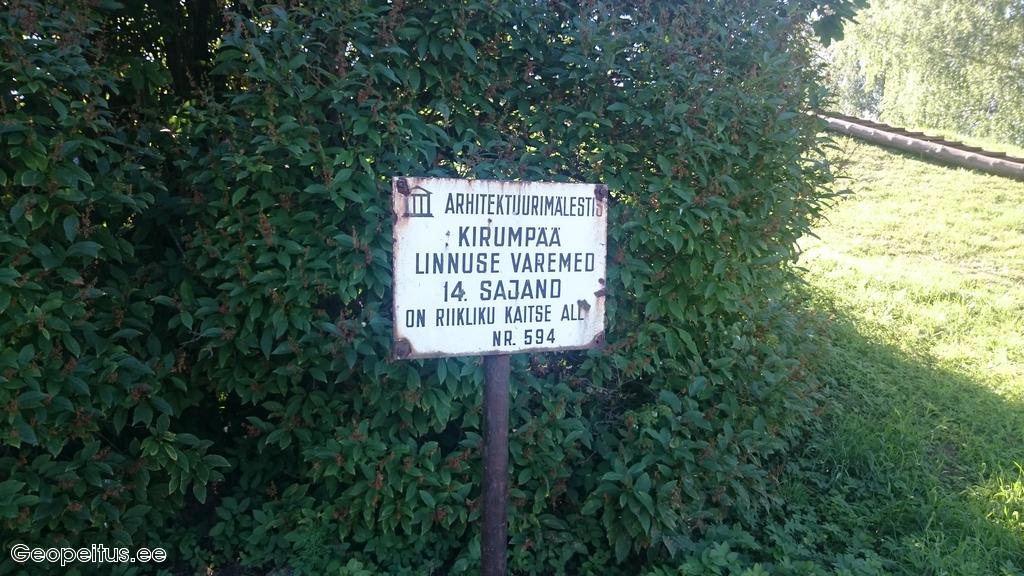 ARHITEKTUURIMÄLESTIS
KIRUMPÄÄ
LINNUSE VAREMED
14. SAJAND
ON RIIKLIKU KAITSE ALL
NR. 594
Geopeitus.ee